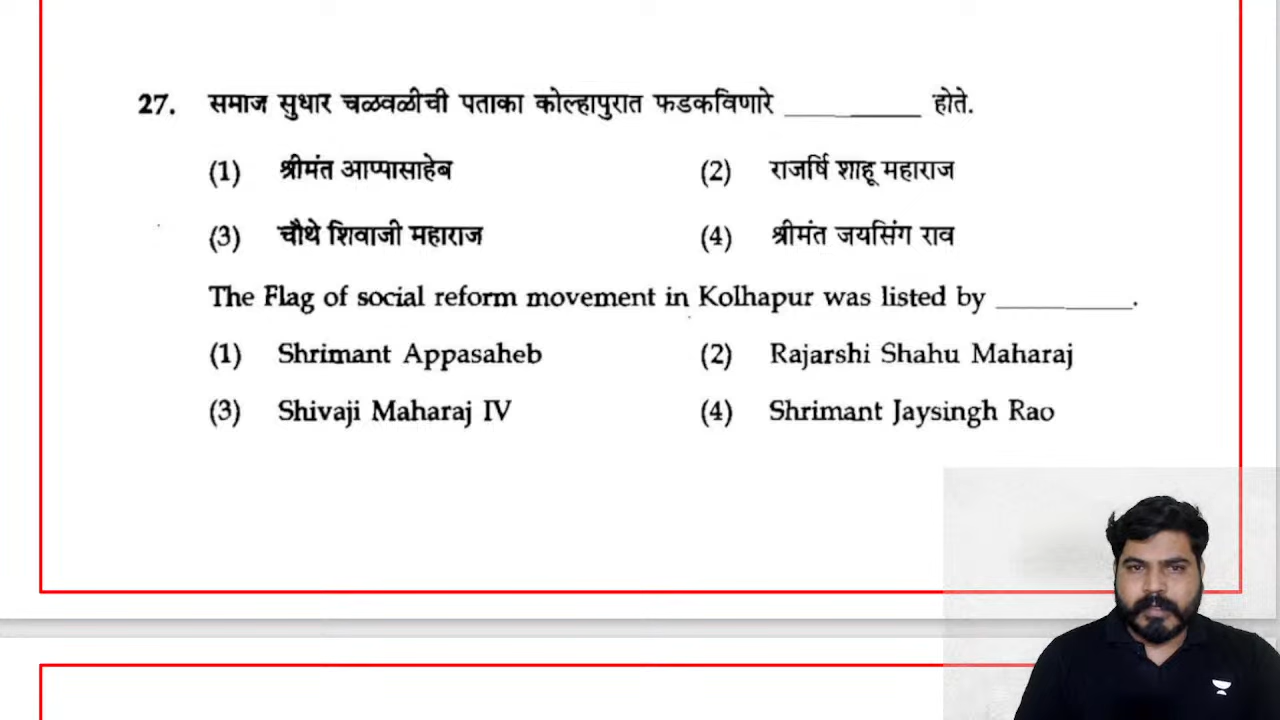 27. समाज सुधार चळवळीची पताका कोल्हापुरात फडकविणारे __________ होते.
(1) श्रीमंत आप्पासाहेब (2) राजर्षि शाहू महाराज
(3) चौथे शिवाजी महाराज (4) श्रीमंत जयसिंग राव
The Flag of social reform movement in Kolhapur was listed by __________.
(1) Shrimant Appasaheb (2) Rajarshi Shahu Maharaj
(3) Shivaji Maharaj IV (4) Shrimant Jaysingh Rao